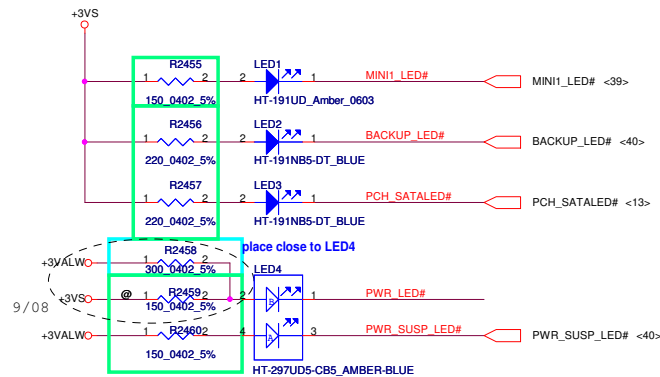 +3VS
R2455 LED1
1 2 2 1 MINI1_LED# MINI1_LED# <39>
150_0402_5% HT-191UD_Amber_0603
R2456 LED2
1 2 2 1 BACKUP_LED# BACKUP_LED# <40>
220_0402_5% HT-191NB5-DT_BLUE
R2457 LED3
1 2 2 1 PCH_SATALED# PCH_SATALED# <13>
220_0402_5% HT-191NB5-DT_BLUE
place close to LED4
R2458
+3VALW 1 2
300_0402_5% LED4
9/08 +3VS @ 1 R2459 2 2 B 1 PWR_LED#
150_0402_5%
+3VALW 1 R2460 2 4 A 3 PWR_SUSP_LED# PWR_SUSP_LED# <40>
150_0402_5%
HT-297UD5-CB5_AMBER-BLUE